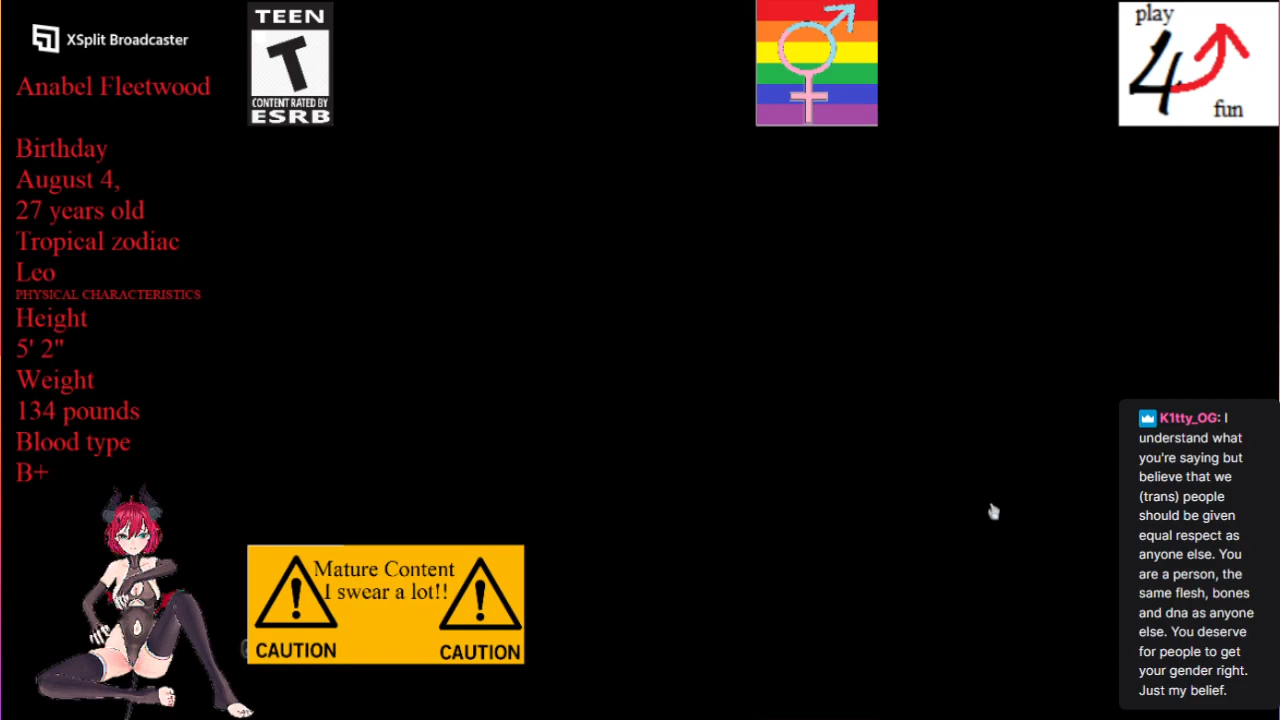 XSplit Broadcaster
Anabel Fleetwood
Birthday
August 4,
27 years old
Tropical zodiac
Leo
PHYSICAL CHARACTERISTICS
Height
5' 2"
Weight
134 pounds
Blood type
B+
TEEN
T
CONTENT RATED BY
ESRB
play
4
fun
Mature Content
I swear a lot!!
CAUTION
CAUTION
K1tty_OG: I
understand what
you're saying but
believe that we
(trans) people
should be given
equal respect as
anyone else. You
are a person, the
same flesh, bones
and dna as anyone
else. You deserve
for people to get
your gender right.
Just my belief.